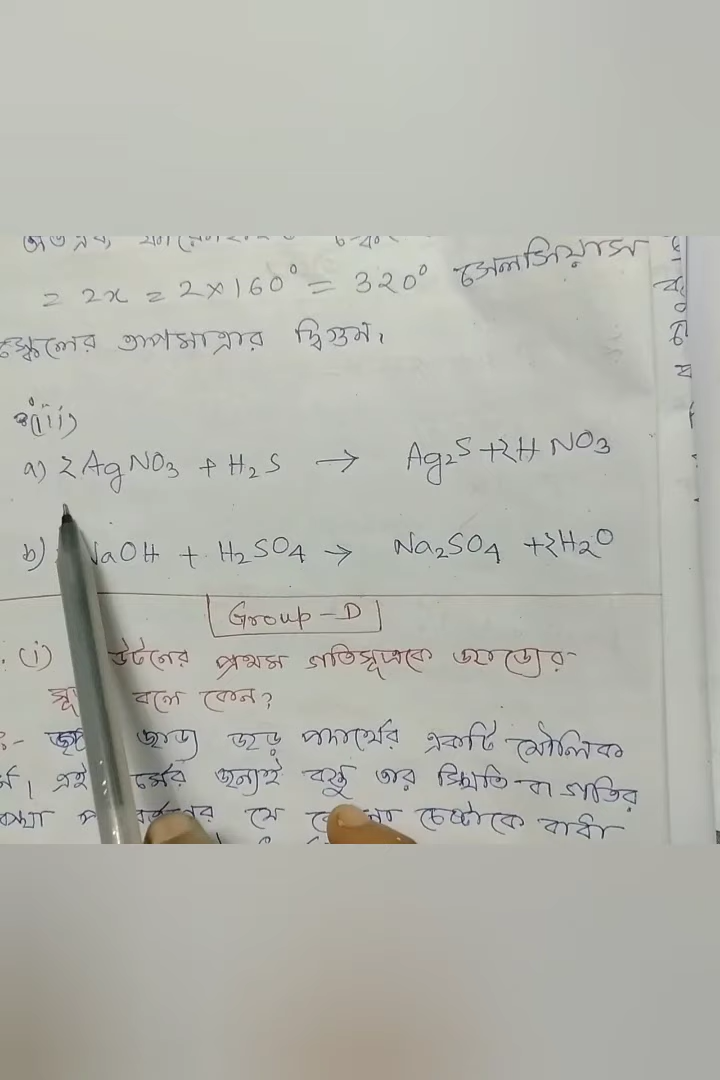 = 2x = 2×160° = 320° সেলসিয়াস
স্কেলের তাপমাত্রার দ্বিগুন।
(iii)
a) 2AgNO3 + H2S → Ag2S + 2HNO3
b) NaOH + H2SO4 → Na2SO4 + 2H2O
Group-D
(i) উটনের প্রথম গতিসূত্রকে জাড্যের
সূ বলে কেন?
:- জাড্য জড় পদার্থের একটি মৌলিক
র্ম। এই র্মের জন্যই বস্তু তার স্থিতি বা গতির
যে চেষ্টাকে বাধা